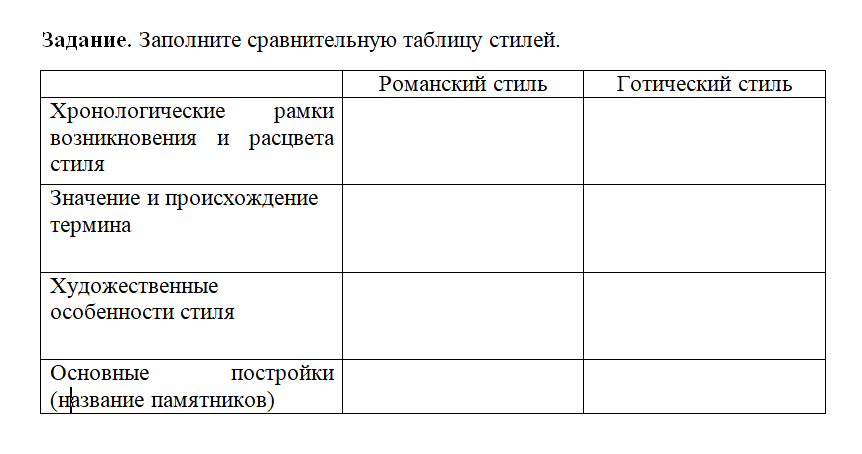 Задание. Заполните сравнительную таблицу стилей.
Романский стиль
Готический стиль
Хронологические рамки
возникновения и расцвета
стиля
Значение и происхождение
термина
Художественные
особенности стиля
Основные постройки
(название памятников)